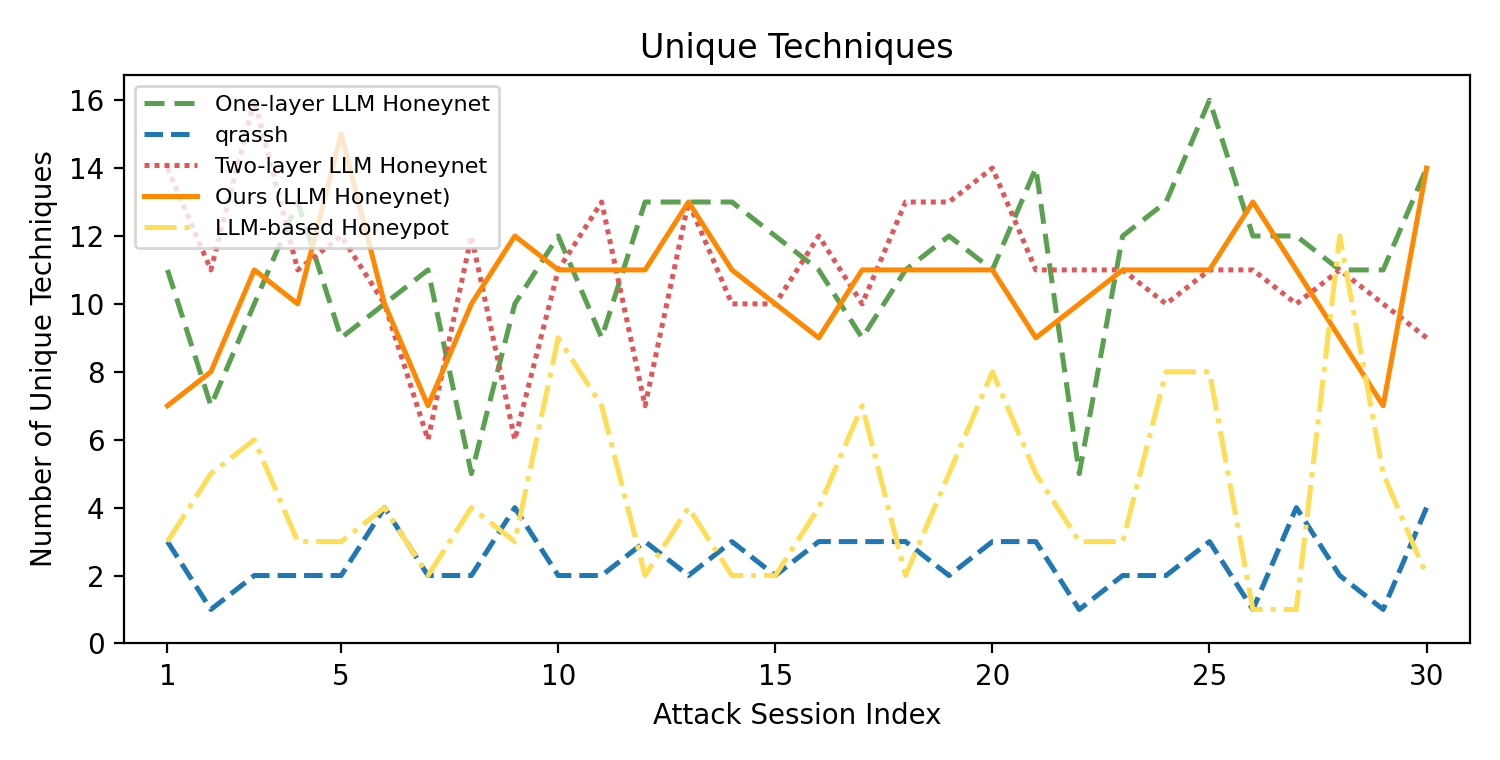 Unique Techniques
Number of Unique Techniques
16
14
12
10
8
6
4
2
0
One-layer LLM Honeynet
qrassh
Two-layer LLM Honeynet
Ours (LLM Honeynet)
LLM-based Honeypot
1 5 10 15 20 25 30
Attack Session Index